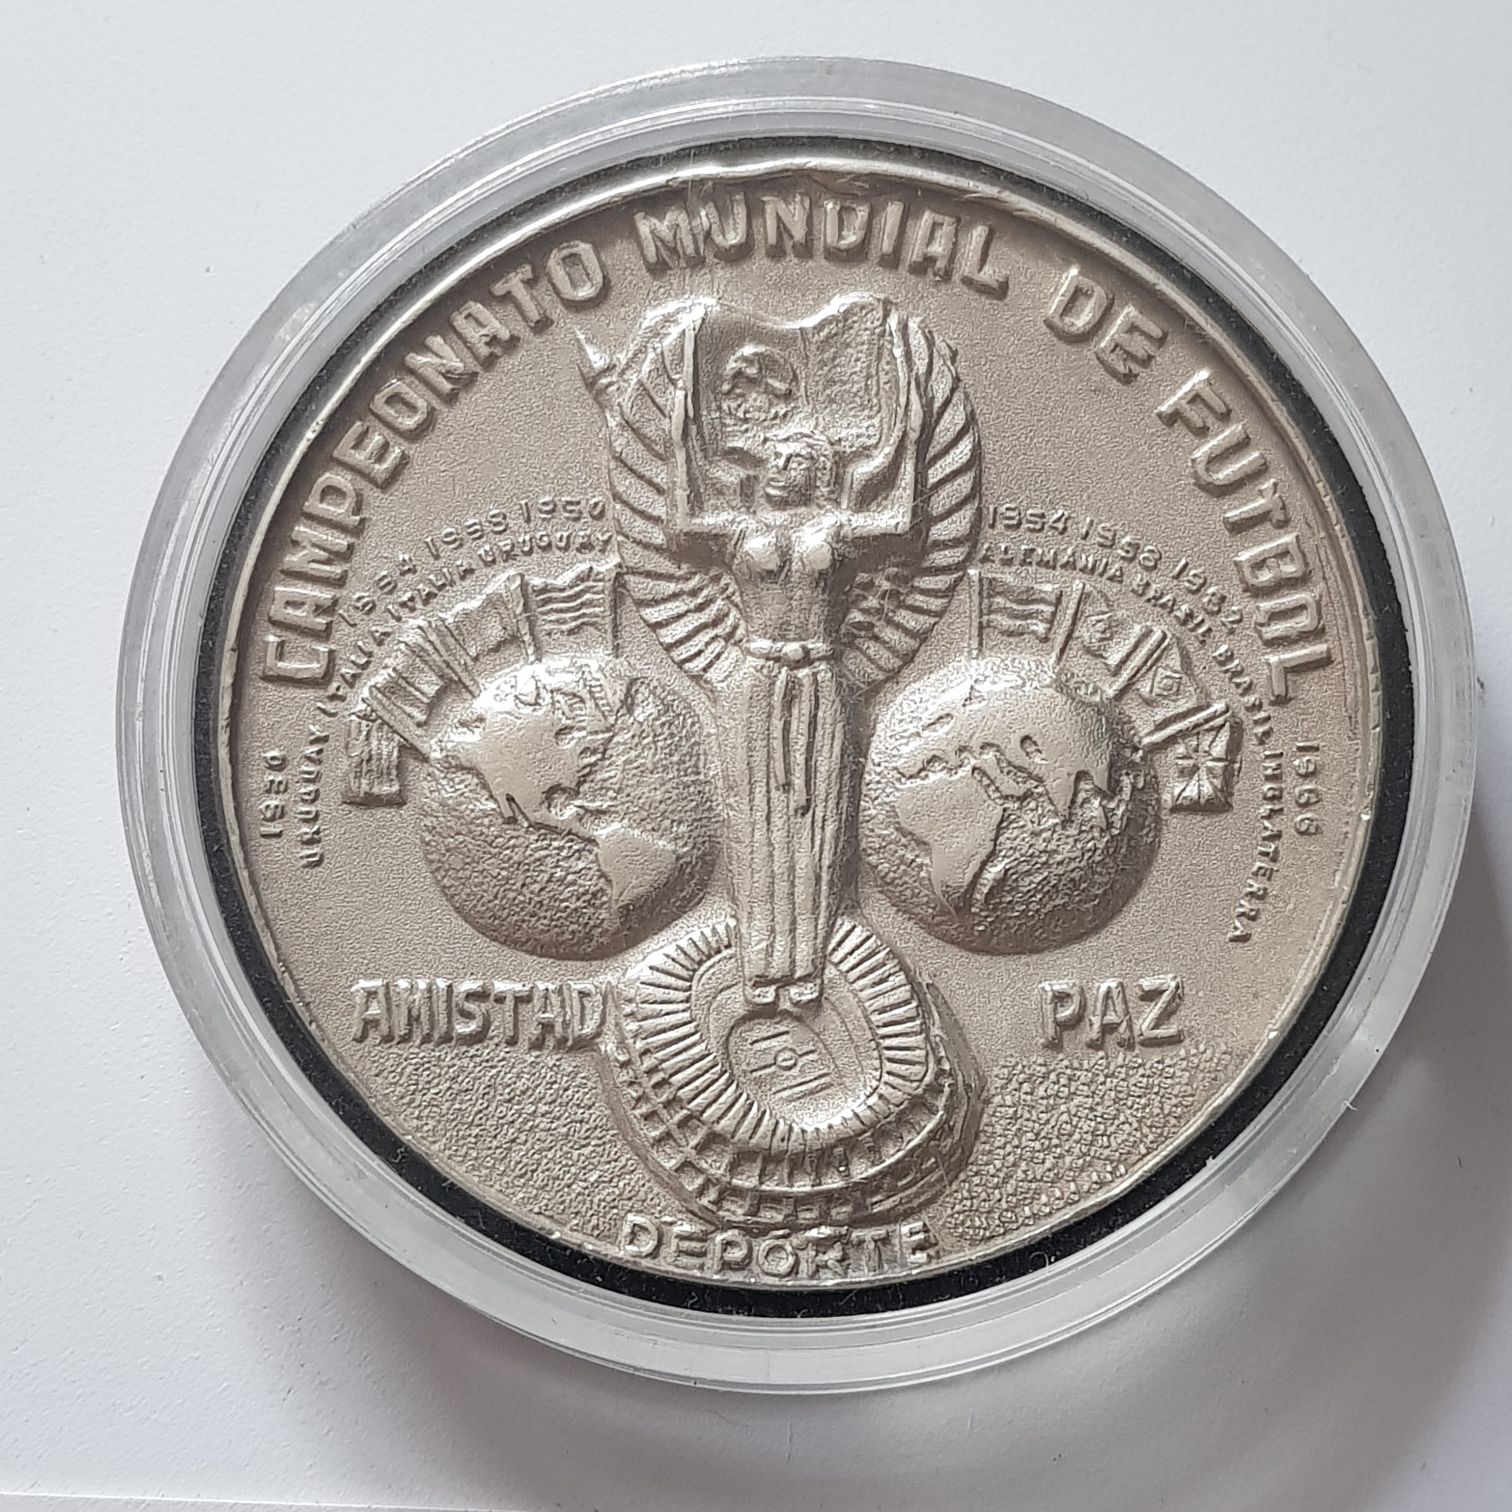 CAMPEONATO MUNDIAL DE FUTBOL
1930 1934 1938 1950
URUGUAY ITALIA ITALIA URUGUAY
1954 1958 1962 1966
ALEMANIA BRASIL BRASIL INGLATERRA
AMISTAD
PAZ
DEPORTE